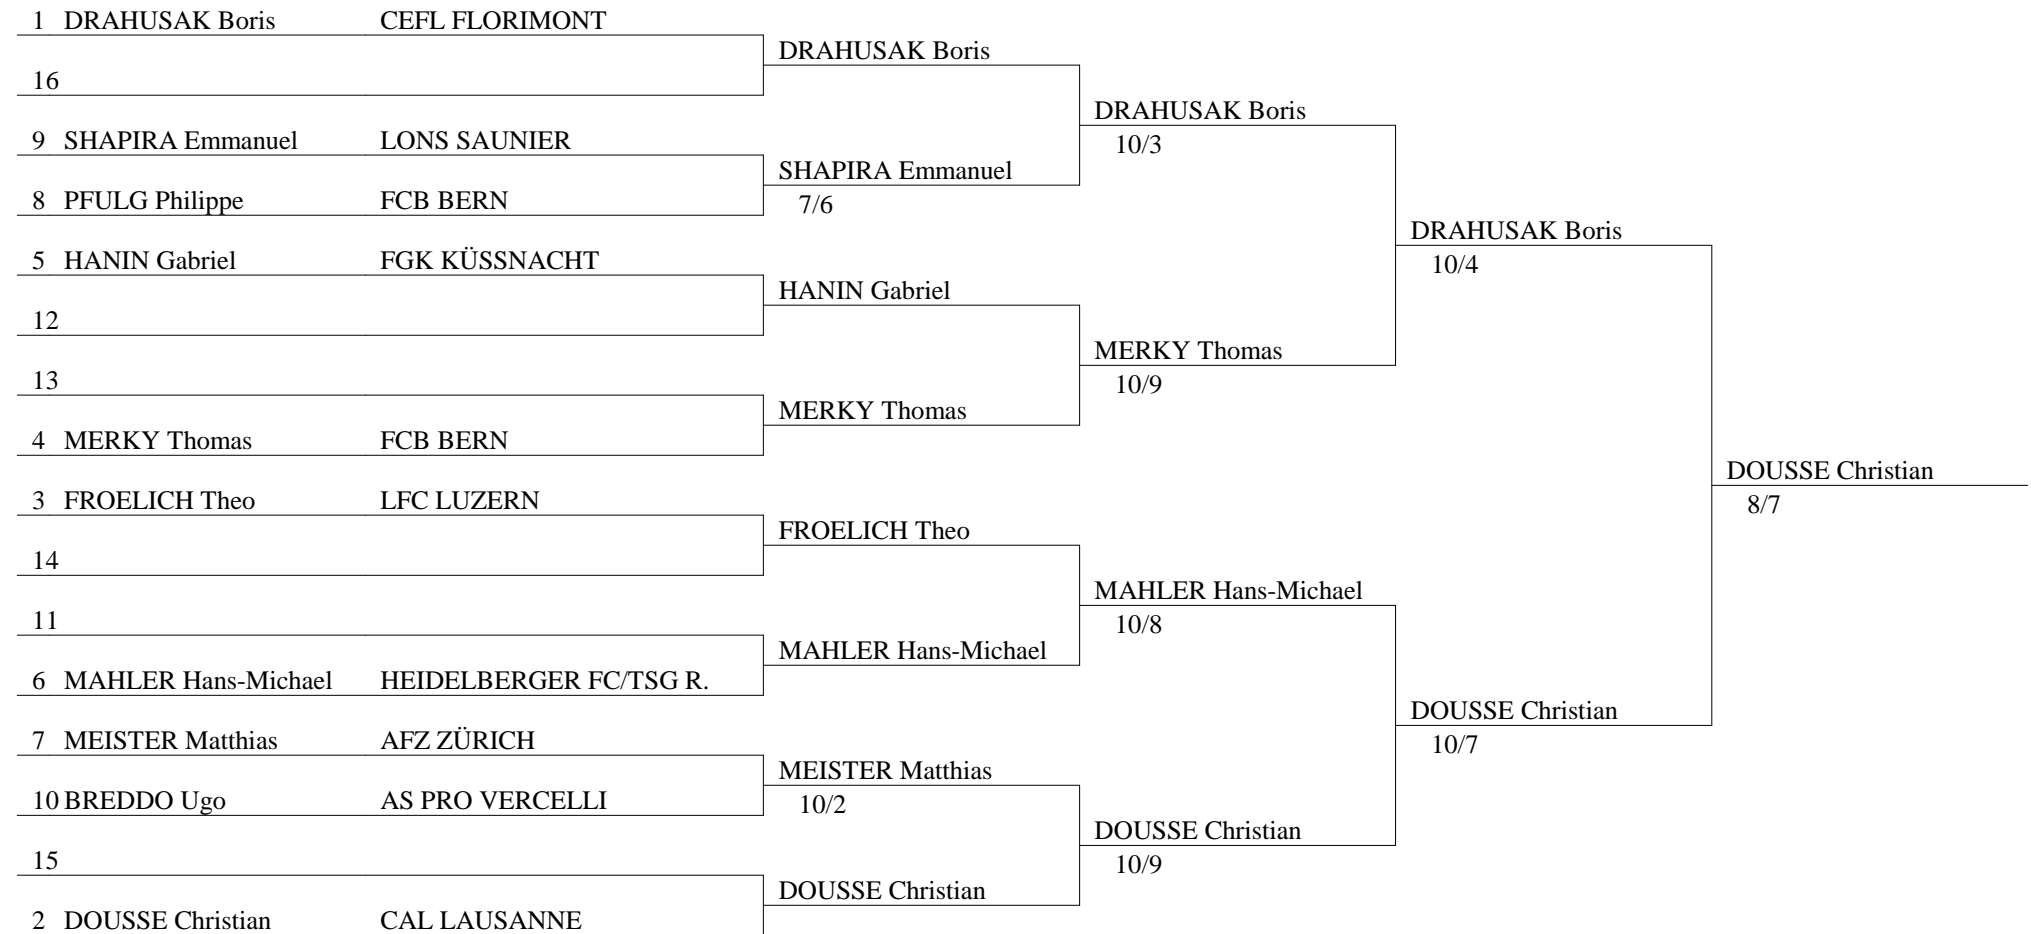 1 DRAHUSAK Boris CEFL FLORIMONT
DRAHUSAK Boris
16
DRAHUSAK Boris
10/3
9 SHAPIRA Emmanuel LONS SAUNIER
SHAPIRA Emmanuel
7/6
8 PFULG Philippe FCB BERN
DRAHUSAK Boris
10/4
5 HANIN Gabriel FGK KÜSSNACHT
HANIN Gabriel
12
MERKY Thomas
10/9
13
MERKY Thomas
4 MERKY Thomas FCB BERN
DOUSSE Christian
8/7
3 FROELICH Theo LFC LUZERN
FROELICH Theo
14
MAHLER Hans-Michael
10/8
11
MAHLER Hans-Michael
6 MAHLER Hans-Michael HEIDELBERGER FC/TSG R.
DOUSSE Christian
10/7
7 MEISTER Matthias AFZ ZÜRICH
MEISTER Matthias
10/2
10 BREDDO Ugo AS PRO VERCELLI
DOUSSE Christian
10/9
15
DOUSSE Christian
2 DOUSSE Christian CAL LAUSANNE